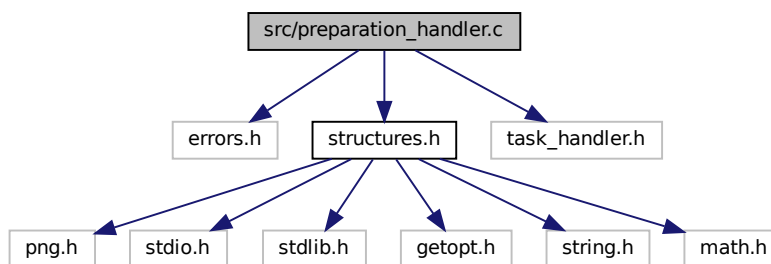 src/preparation_handler.c
errors.h
structures.h
task_handler.h
png.h
stdio.h
stdlib.h
getopt.h
string.h
math.h